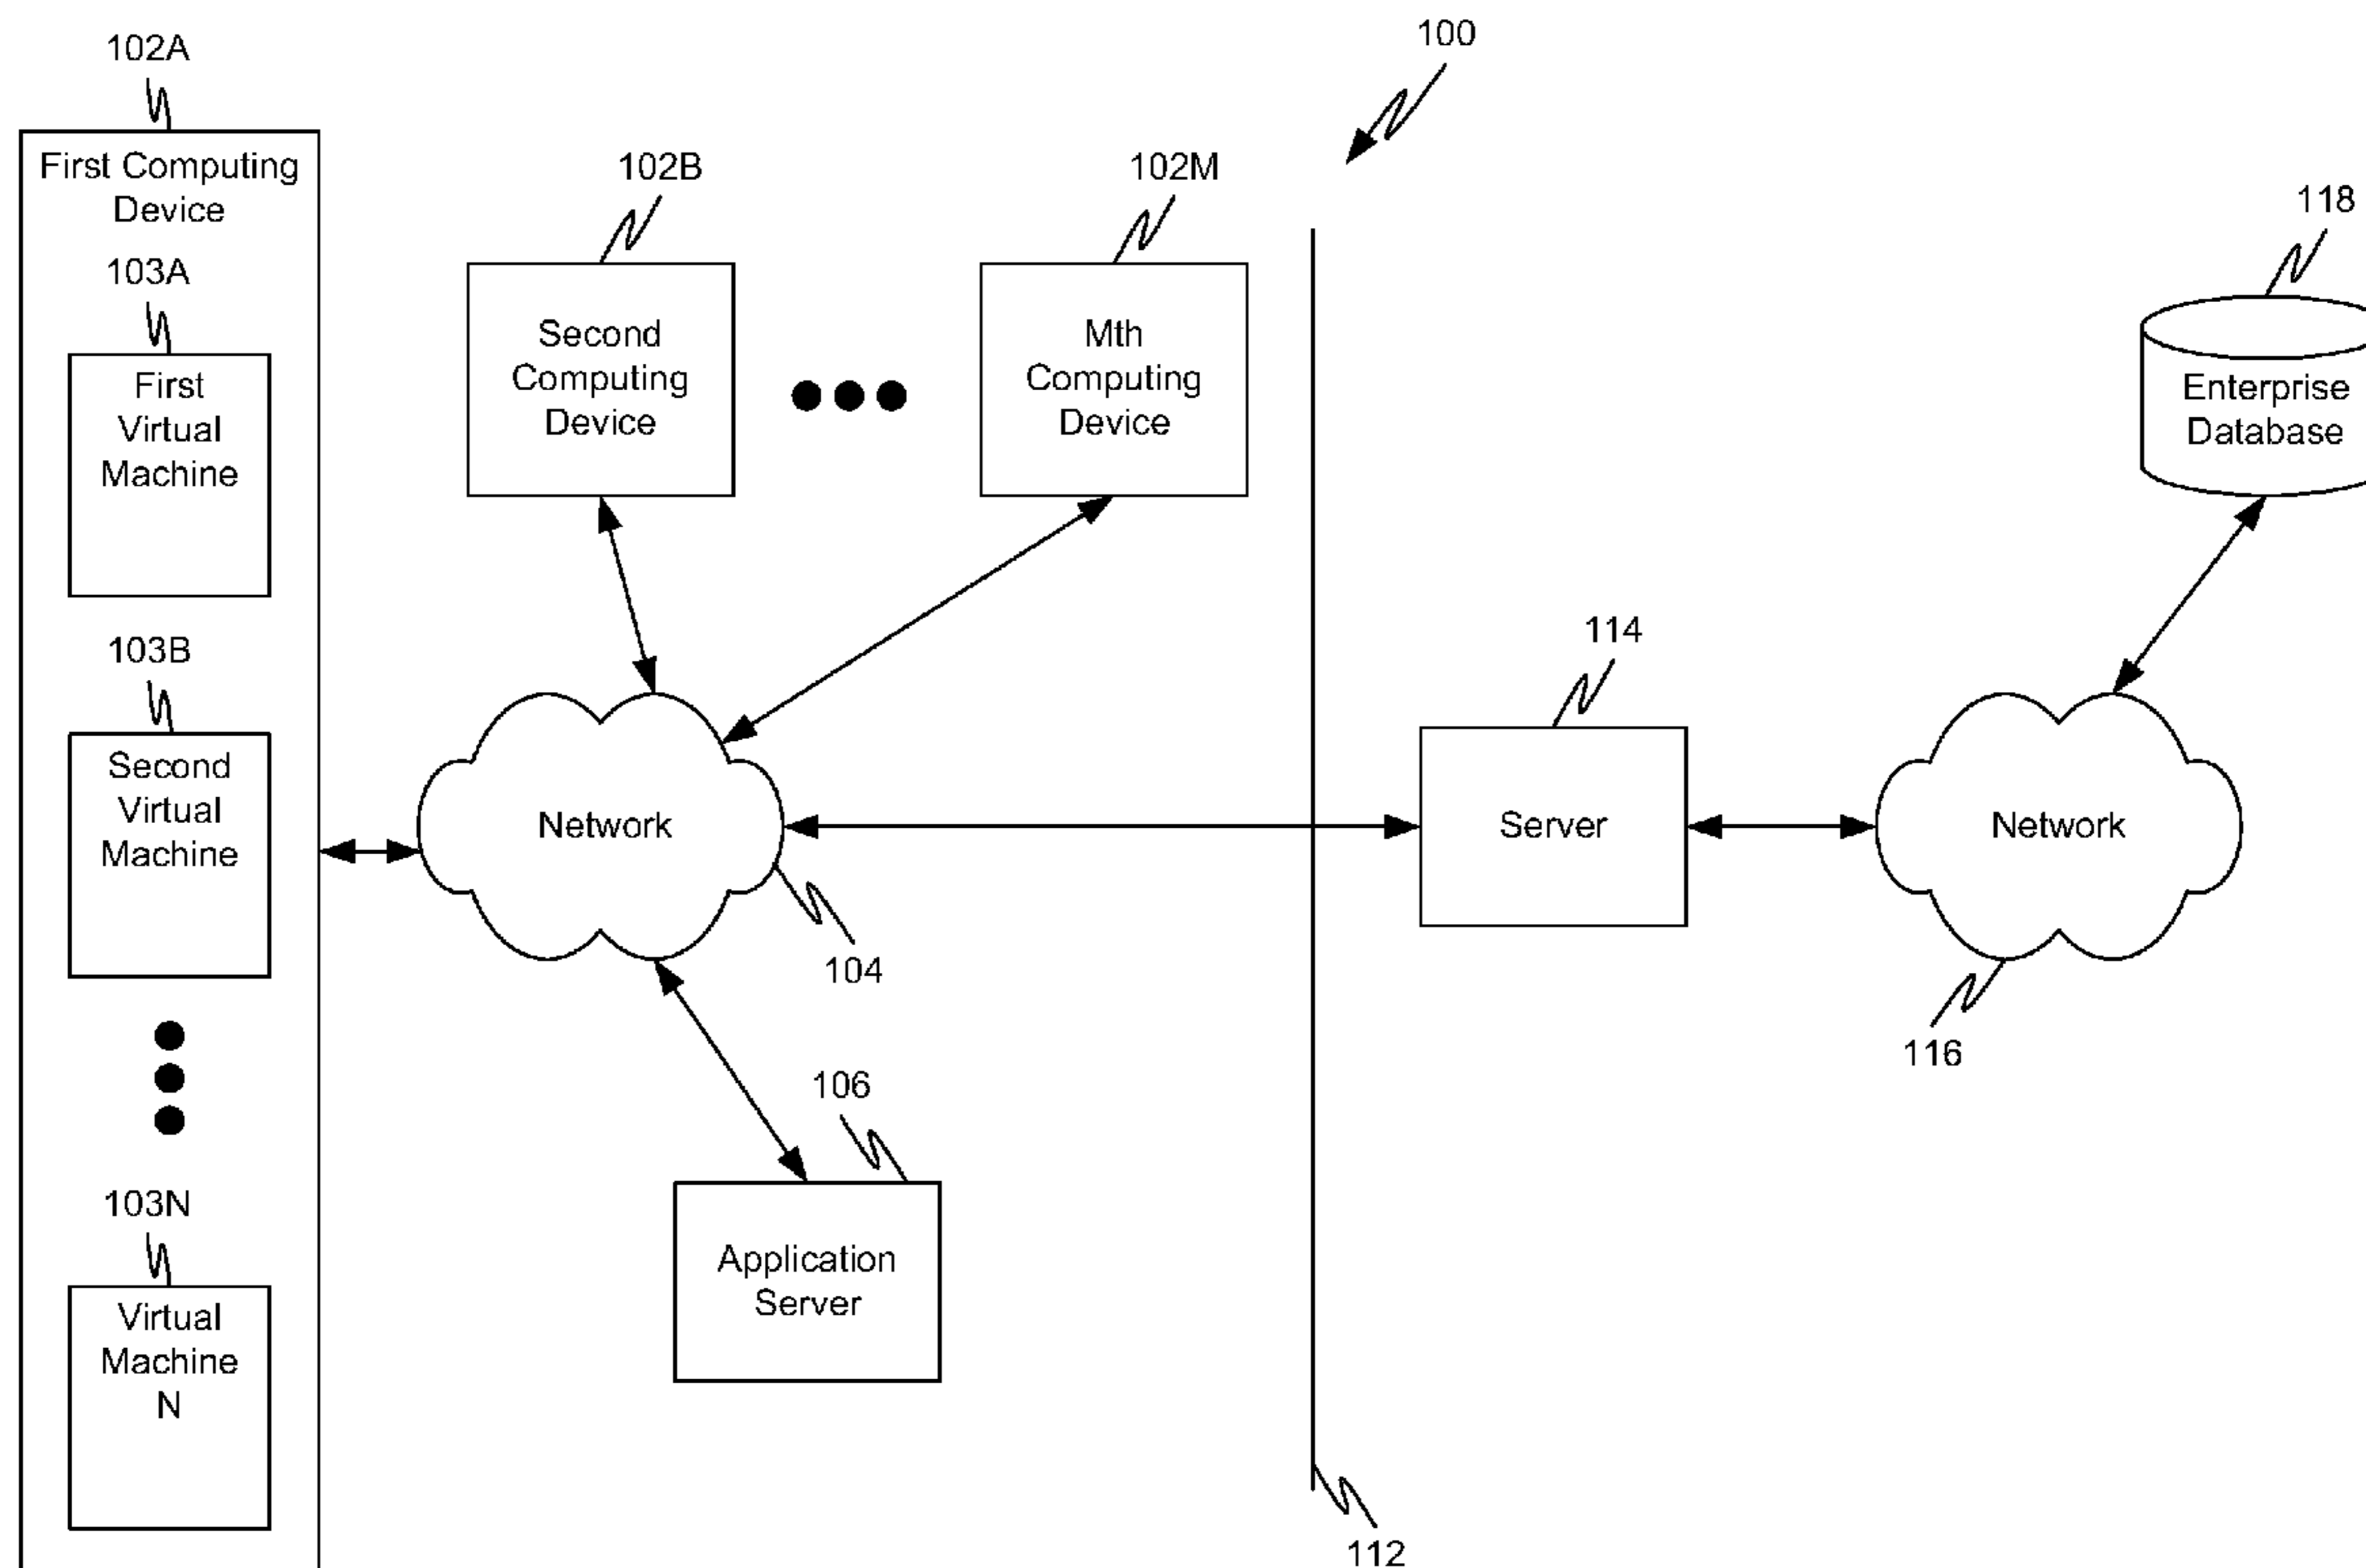 100
102A
First Computing
Device
103A
First
Virtual
Machine
103B
Second
Virtual
Machine
103N
Virtual
Machine
N
102B
Second
Computing
Device
102M
Mth
Computing
Device
Network
104
106
Application
Server
112
114
Server
Network
116
118
Enterprise
Database